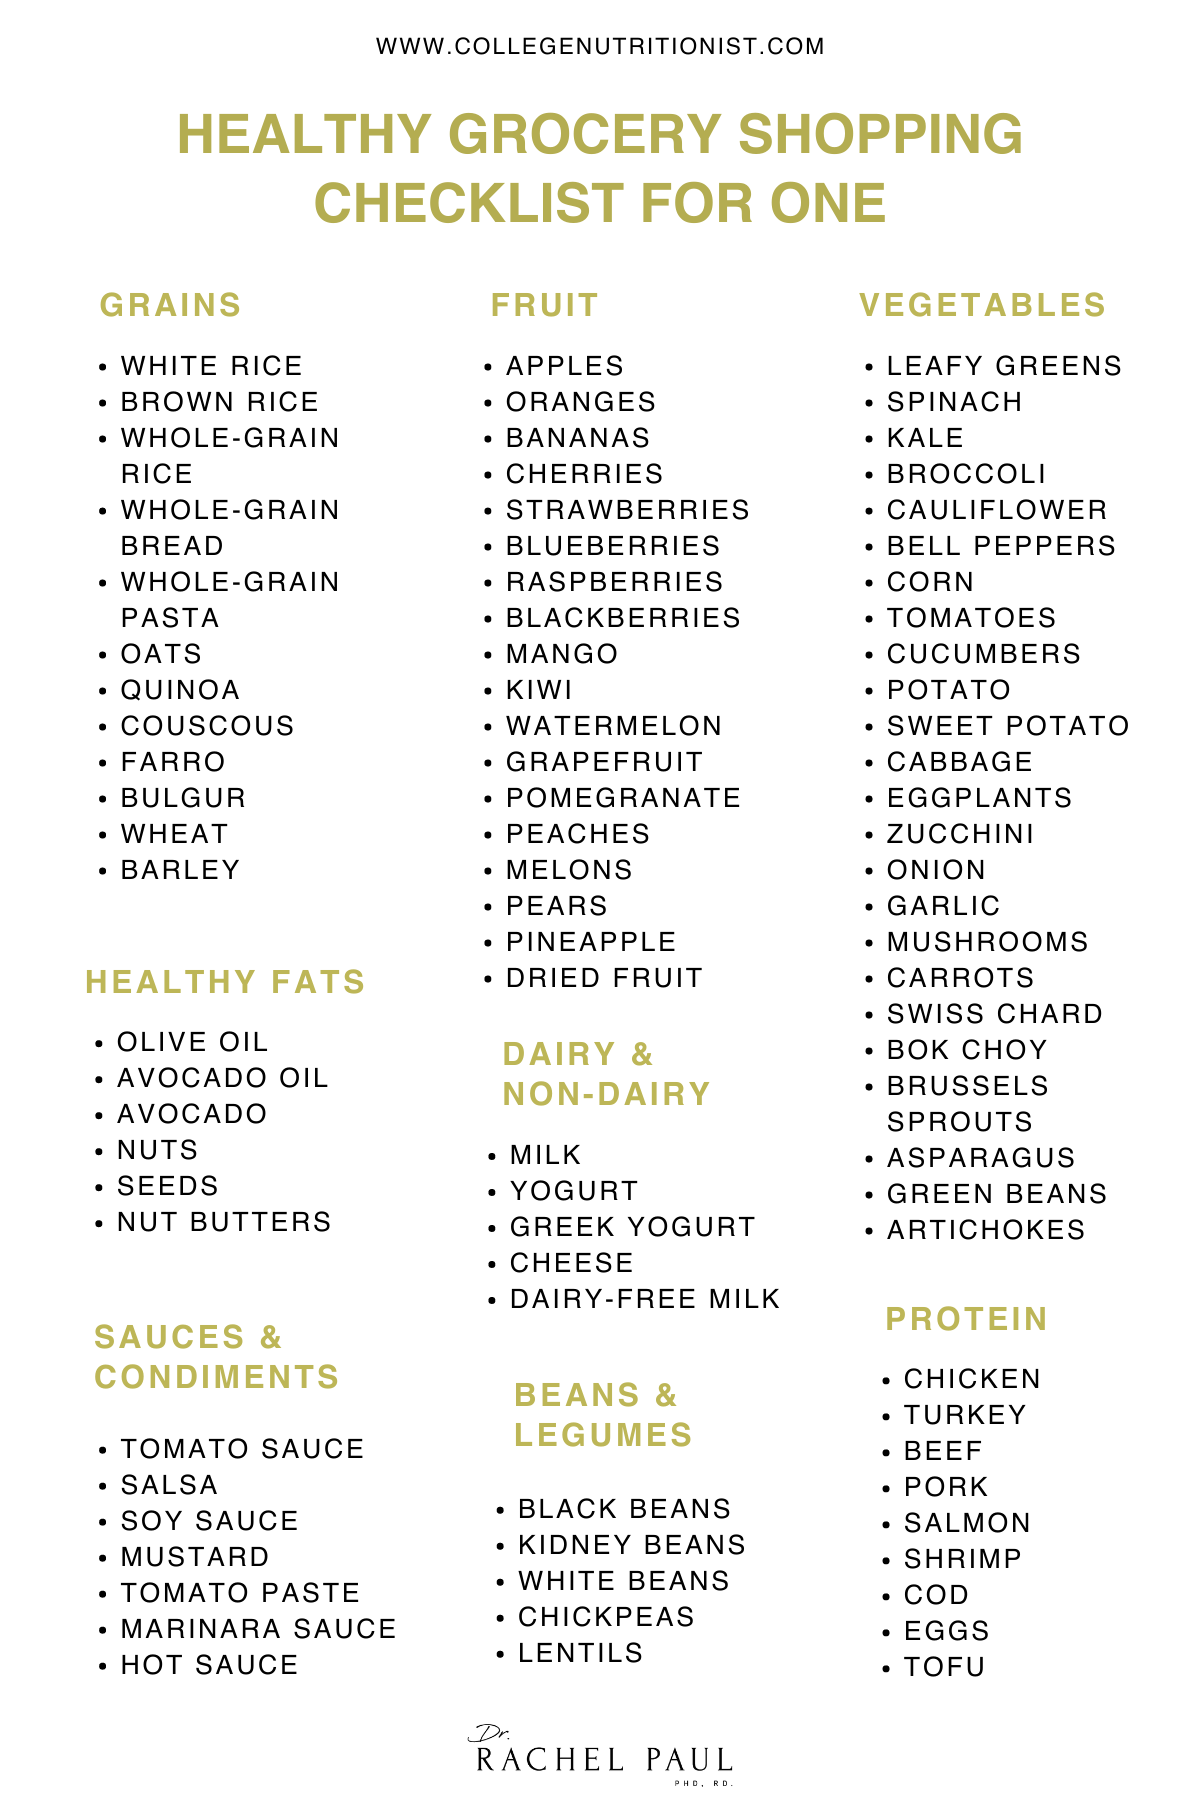 WWW.COLLEGENUTRITIONIST.COM
HEALTHY GROCERY SHOPPING
CHECKLIST FOR ONE
GRAINS
• WHITE RICE
• BROWN RICE
• WHOLE-GRAIN
RICE
• WHOLE-GRAIN
BREAD
• WHOLE-GRAIN
PASTA
• OATS
• QUINOA
• COUSCOUS
• FARRO
• BULGUR
• WHEAT
• BARLEY
HEALTHY FATS
• OLIVE OIL
• AVOCADO OIL
• AVOCADO
• NUTS
• SEEDS
• NUT BUTTERS
SAUCES &
CONDIMENTS
• TOMATO SAUCE
• SALSA
• SOY SAUCE
• MUSTARD
• TOMATO PASTE
• MARINARA SAUCE
• HOT SAUCE
FRUIT
• APPLES
• ORANGES
• BANANAS
• CHERRIES
• STRAWBERRIES
• BLUEBERRIES
• RASPBERRIES
• BLACKBERRIES
• MANGO
• KIWI
• WATERMELON
• GRAPEFRUIT
• POMEGRANATE
• PEACHES
• MELONS
• PEARS
• PINEAPPLE
• DRIED FRUIT
DAIRY &
NON-DAIRY
• MILK
• YOGURT
• GREEK YOGURT
• CHEESE
• DAIRY-FREE MILK
BEANS &
LEGUMES
• BLACK BEANS
• KIDNEY BEANS
• WHITE BEANS
• CHICKPEAS
• LENTILS
VEGETABLES
• LEAFY GREENS
• SPINACH
• KALE
• BROCCOLI
• CAULIFLOWER
• BELL PEPPERS
• CORN
• TOMATOES
• CUCUMBERS
• POTATO
• SWEET POTATO
• CABBAGE
• EGGPLANTS
• ZUCCHINI
• ONION
• GARLIC
• MUSHROOMS
• CARROTS
• SWISS CHARD
• BOK CHOY
• BRUSSELS
SPROUTS
• ASPARAGUS
• GREEN BEANS
• ARTICHOKES
PROTEIN
• CHICKEN
• TURKEY
• BEEF
• PORK
• SALMON
• SHRIMP
• COD
• EGGS
• TOFU
Dr.
RACHEL PAUL
PHD, RD.